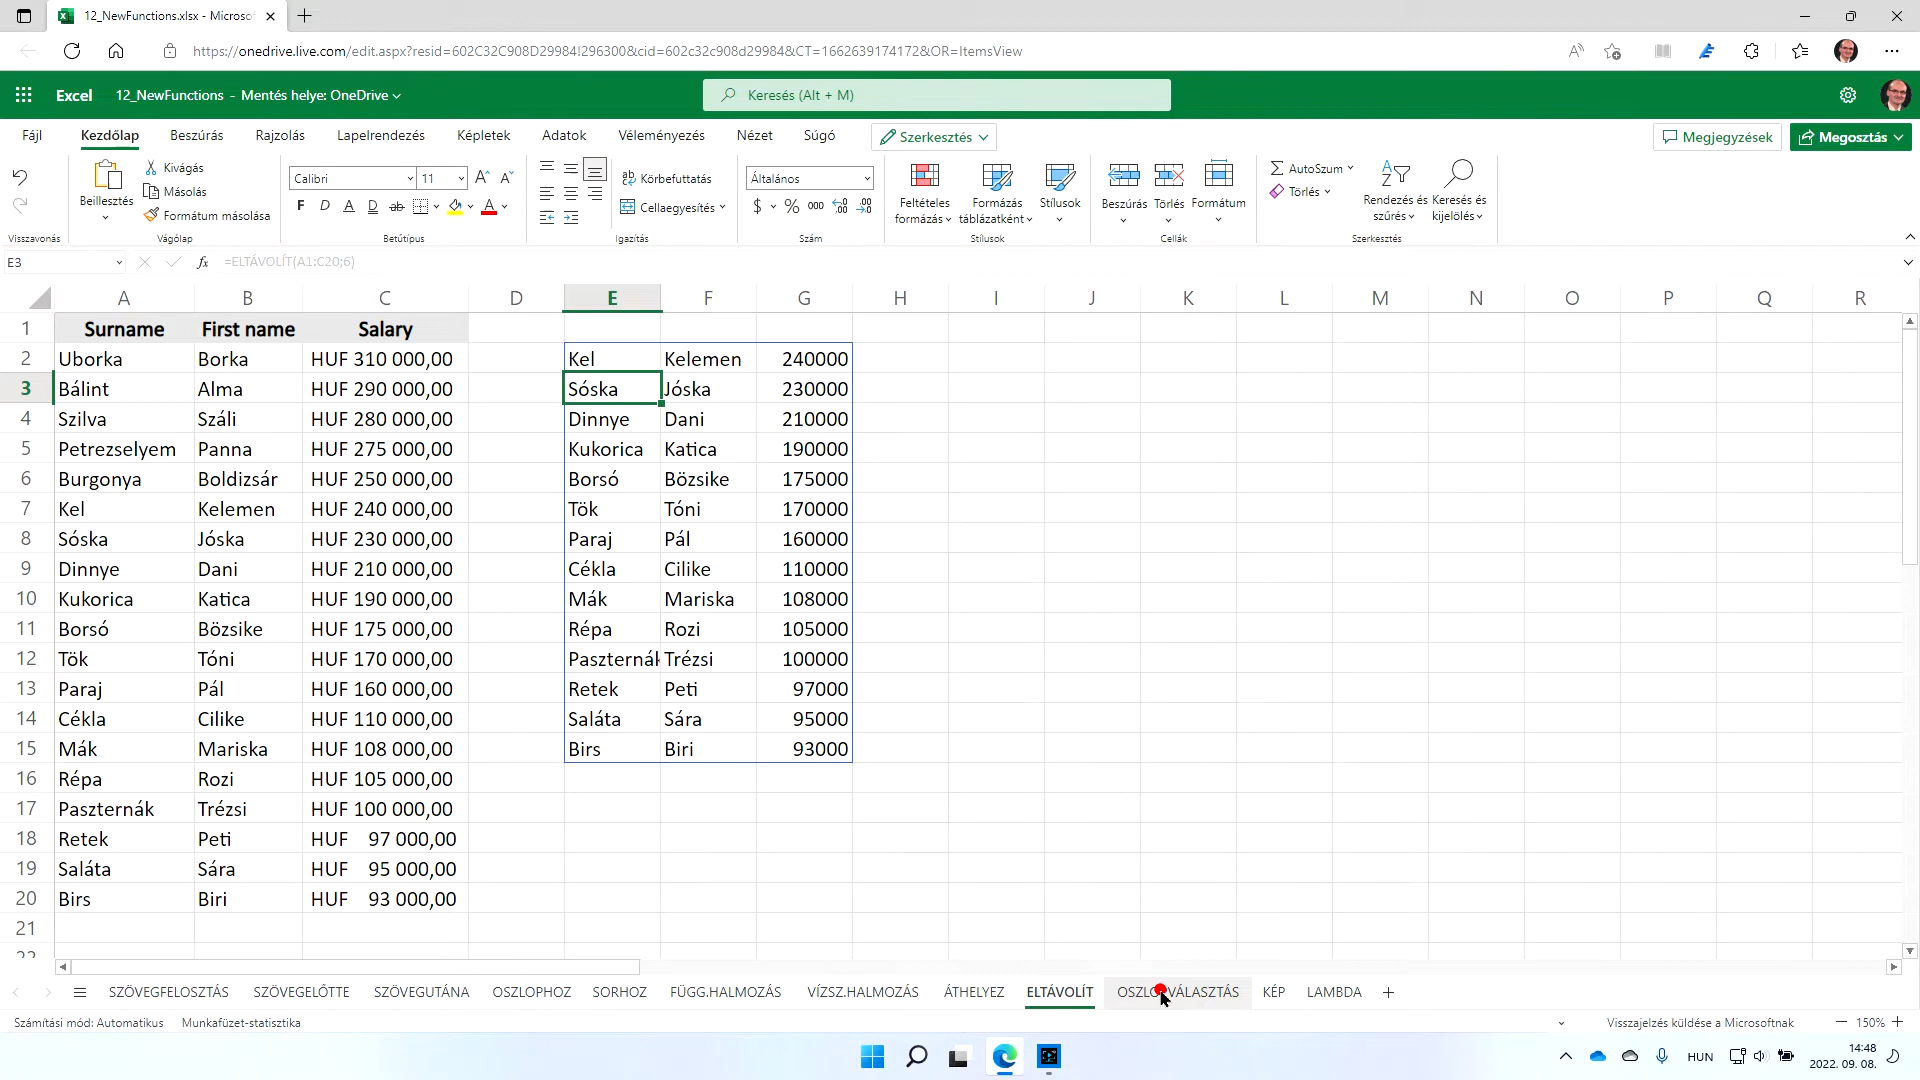 12_NewFunctions.xlsx - Microso
https://onedrive.live.com/edit.aspx?resid=602C32C908D29984!296300&cid=602c32c908d29984&CT=1662639174172&OR=ItemsView
Excel 12_NewFunctions - Mentés helye: OneDrive
Keresés (Alt + M)
Fájl Kezdőlap Beszúrás Rajzolás Lapelrendezés Képletek Adatok Véleményezés Nézet Súgó Szerkesztés Megjegyzések Megosztás
Beillesztés
Kivágás
Másolás
Formátum másolása
Calibri 11
F D A D ab A
Körbefuttatás
Cellaegyesítés
Általános
$ % 000
Feltételes formázás
Formázás táblázatként
Stílusok
Beszúrás Törlés Formátum
AutoSzum
Törlés
Rendezés és szűrés
Keresés és kijelölés
Visszavonás Vágólap Betűtípus Igazítás Szám Stílusok Cellák Szerkesztés
E3 fx =ELTÁVOLÍT(A1:C20;6)
A B C D E F G H I J K L M N O P Q R
1 Surname First name Salary
2 Uborka Borka HUF 310 000,00 Kel Kelemen 240000
3 Bálint Alma HUF 290 000,00 Sóska Jóska 230000
4 Szilva Száli HUF 280 000,00 Dinnye Dani 210000
5 Petrezselyem Panna HUF 275 000,00 Kukorica Katica 190000
6 Burgonya Boldizsár HUF 250 000,00 Borsó Bözsike 175000
7 Kel Kelemen HUF 240 000,00 Tök Tóni 170000
8 Sóska Jóska HUF 230 000,00 Paraj Pál 160000
9 Dinnye Dani HUF 210 000,00 Cékla Cilike 110000
10 Kukorica Katica HUF 190 000,00 Mák Mariska 108000
11 Borsó Bözsike HUF 175 000,00 Répa Rozi 105000
12 Tök Tóni HUF 170 000,00 Paszternák Trézsi 100000
13 Paraj Pál HUF 160 000,00 Retek Peti 97000
14 Cékla Cilike HUF 110 000,00 Saláta Sára 95000
15 Mák Mariska HUF 108 000,00 Birs Biri 93000
16 Répa Rozi HUF 105 000,00
17 Paszternák Trézsi HUF 100 000,00
18 Retek Peti HUF 97 000,00
19 Saláta Sára HUF 95 000,00
20 Birs Biri HUF 93 000,00
21
22
SZÖVEGFELOSZTÁS SZÖVEGELŐTTE SZÖVEGUTÁNA OSZLOPHOZ SORHOZ FÜGG.HALMOZÁS VÍZSZ.HALMOZÁS ÁTHELYEZ ELTÁVOLÍT OSZLOPVÁLASZTÁS KÉP LAMBDA
Számítási mód: Automatikus Munkafüzet-statisztika Visszajelzés küldése a Microsoftnak 150%
HUN
14:48
2022. 09. 08.